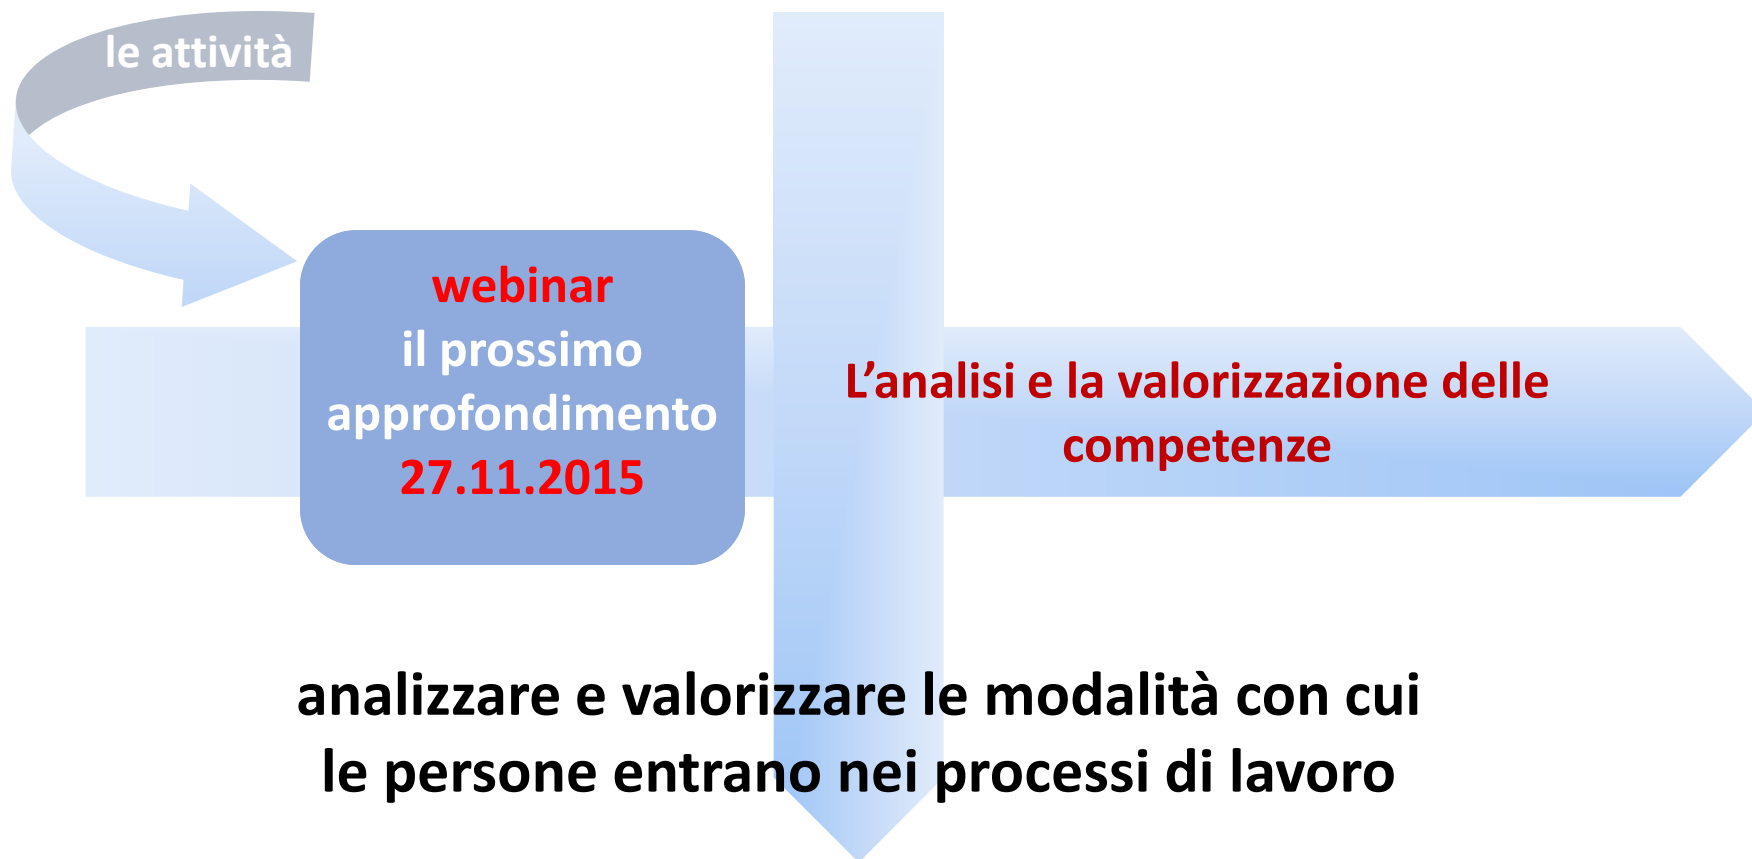 le attività
webinar
il prossimo
approfondimento
27.11.2015
L’analisi e la valorizzazione delle
competenze
analizzare e valorizzare le modalità con cui
le persone entrano nei processi di lavoro